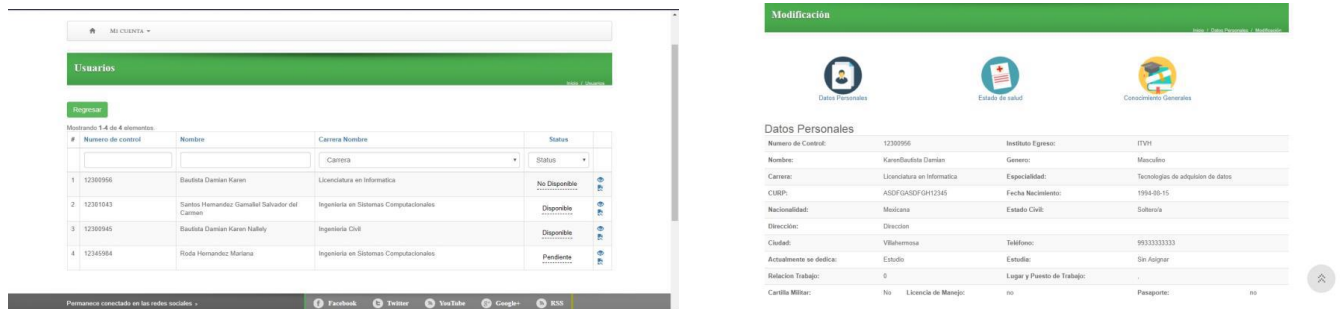 MI CUENTA
Usuarios
Inicio / Usuarios
Regresar
Mostrando 1-4 de 4 elementos.
# Numero de control Nombre Carrera Nombre Status
Carrera Status
1 12300956 Bautista Damian Karen Licenciatura en Informatica No Disponible
2 12301043 Santos Hernandez Gamaliel Salvador del Carmen Ingenieria en Sistemas Computacionales Disponible
3 12300945 Bautista Damian Karen Nallely Ingenieria Civil Disponible
4 12345984 Roda Hernandez Mariana Ingenieria en Sistemas Computacionales Pendiente
Permanece conectado en las redes sociales Facebook Twitter YouTube Google+ RSS
Modificación
Inicio / Datos Personales / Modificación
Datos Personales Estado de salud Conocimiento Generales
Datos Personales
Numero de Control: 12300956 Instituto Egreso: ITVH
Nombre: KarenBautista Damian Genero: Masculino
Carrera: Licenciatura en Informatica Especialidad: Tecnologias de adquision de datos
CURP: ASDFGASDFGH12345 Fecha Nacimiento: 1994-08-15
Nacionalidad: Mexicana Estado Civil: Soltero/a
Dirección: Direccion
Ciudad: Villahermosa Teléfono: 99333333333
Actualmente se dedica: Estudio Estudia: Sin Asignar
Relacion Trabajo: 0 Lugar y Puesto de Trabajo: .
Cartilla Militar: No Licencia de Manejo: no Pasaporte: no